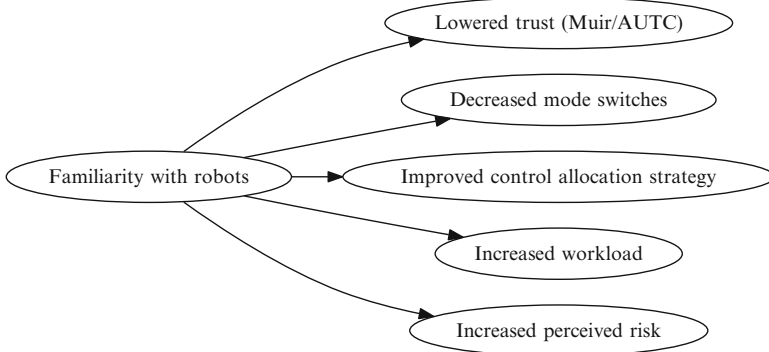 Lowered trust (Muir/AUTC)
Decreased mode switches
Familiarity with robots
Improved control allocation strategy
Increased workload
Increased perceived risk